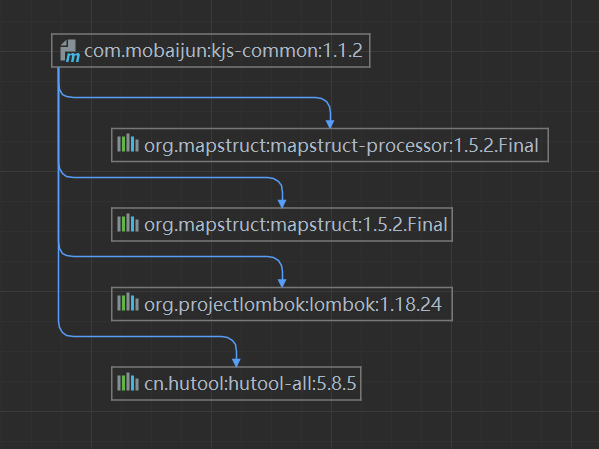 com.mobaijun:kjs-common:1.1.2
org.mapstruct:mapstruct-processor:1.5.2.Final
org.mapstruct:mapstruct:1.5.2.Final
org.projectlombok:lombok:1.18.24
cn.hutool:hutool-all:5.8.5